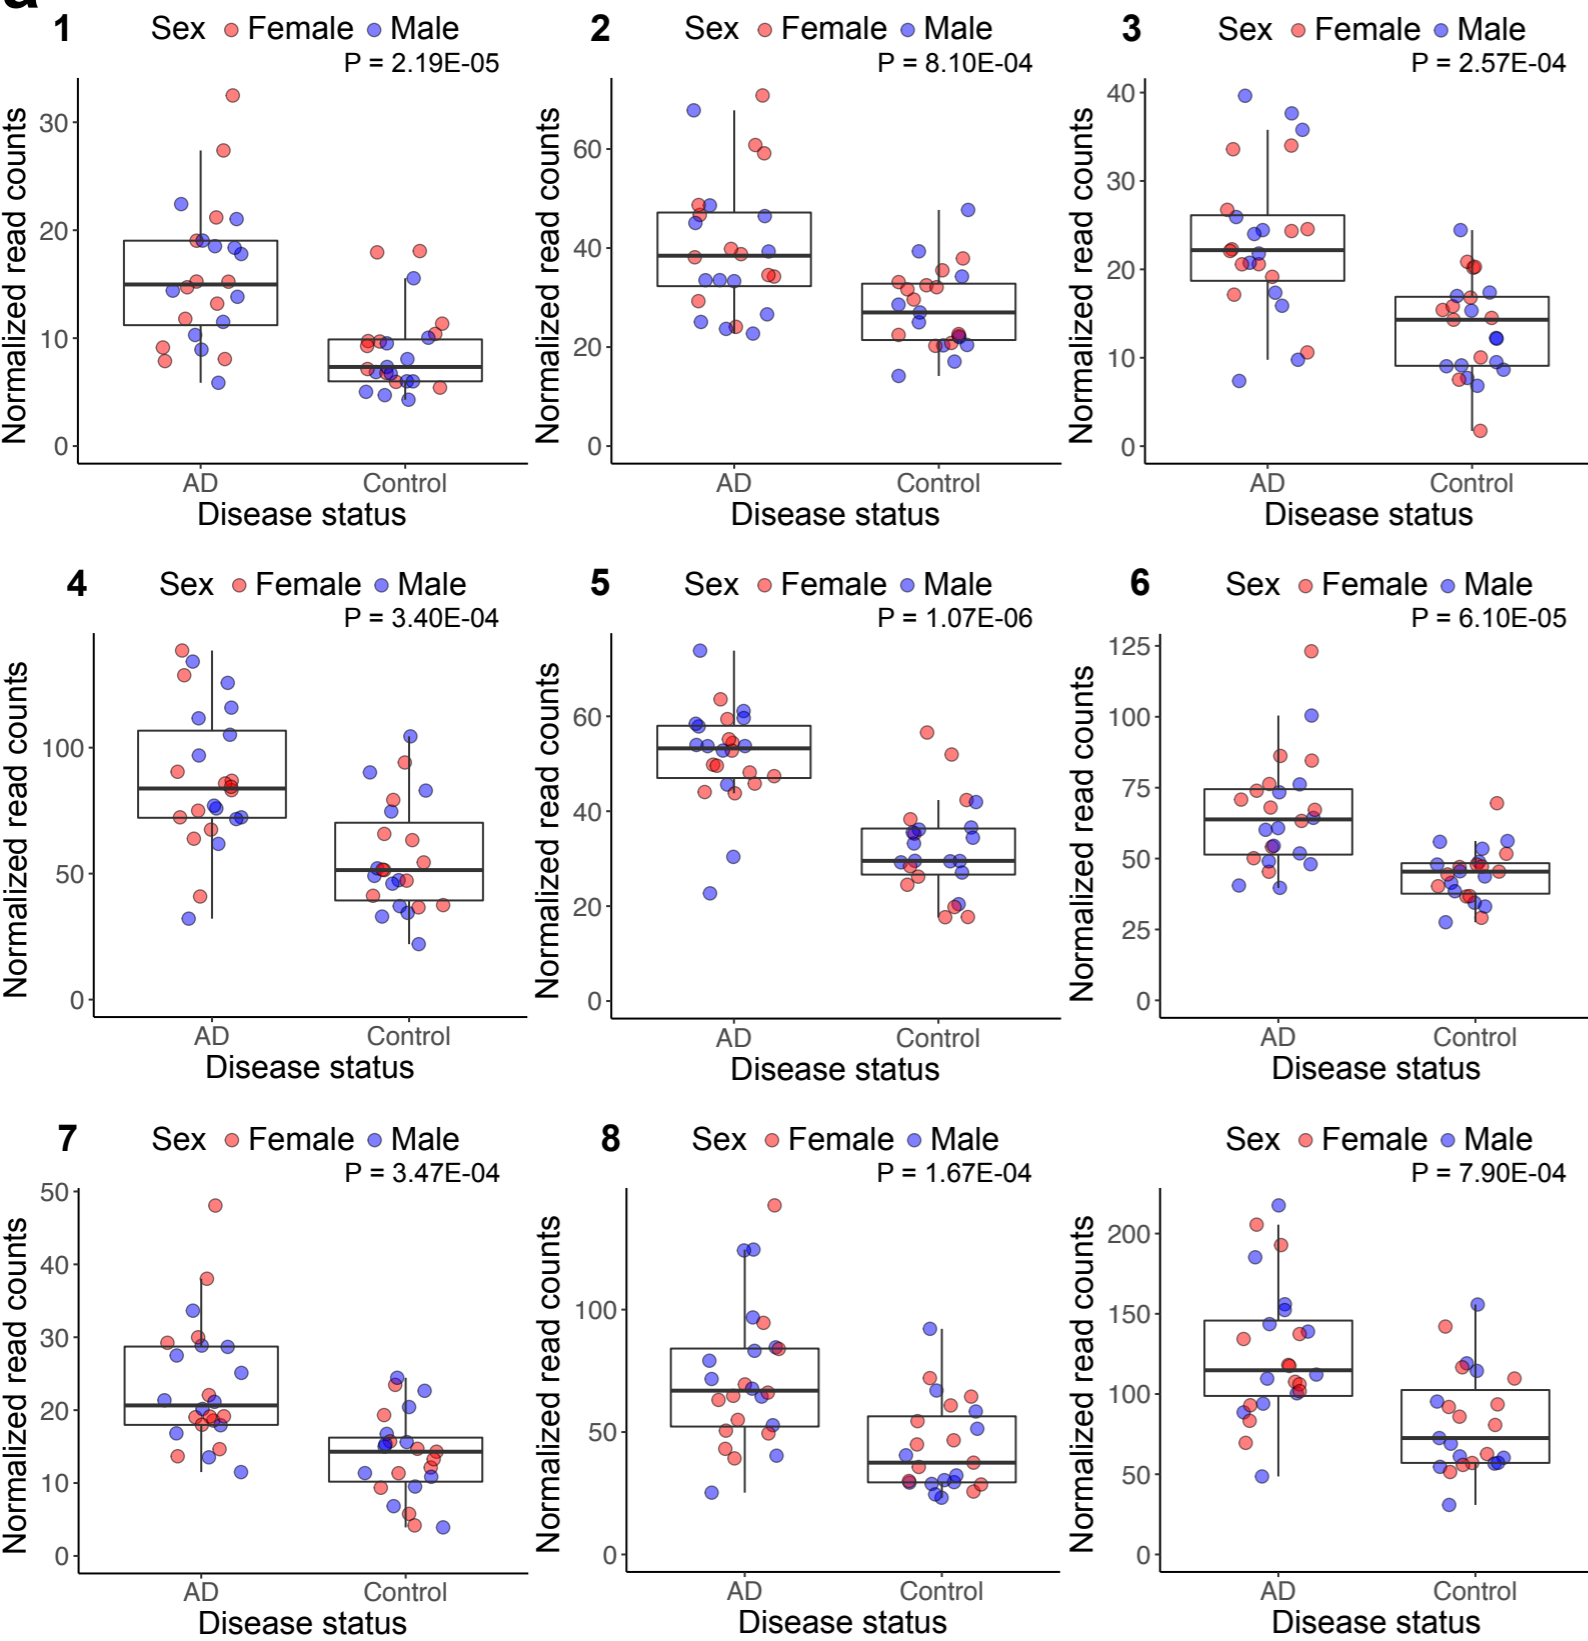 a
1 Sex Female Male
P = 2.19E-05
Normalized read counts
30
20
10
0
AD Control
Disease status
2 Sex Female Male
P = 8.10E-04
Normalized read counts
60
40
20
0
AD Control
Disease status
3 Sex Female Male
P = 2.57E-04
Normalized read counts
40
30
20
10
0
AD Control
Disease status
4 Sex Female Male
P = 3.40E-04
Normalized read counts
100
50
0
AD Control
Disease status
5 Sex Female Male
P = 1.07E-06
Normalized read counts
60
40
20
0
AD Control
Disease status
6 Sex Female Male
P = 6.10E-05
Normalized read counts
125
100
75
50
25
0
AD Control
Disease status
7 Sex Female Male
P = 3.47E-04
Normalized read counts
50
40
30
20
10
0
AD Control
Disease status
8 Sex Female Male
P = 1.67E-04
Normalized read counts
100
50
0
AD Control
Disease status
Sex Female Male
P = 7.90E-04
Normalized read counts
200
150
100
50
0
AD Control
Disease status